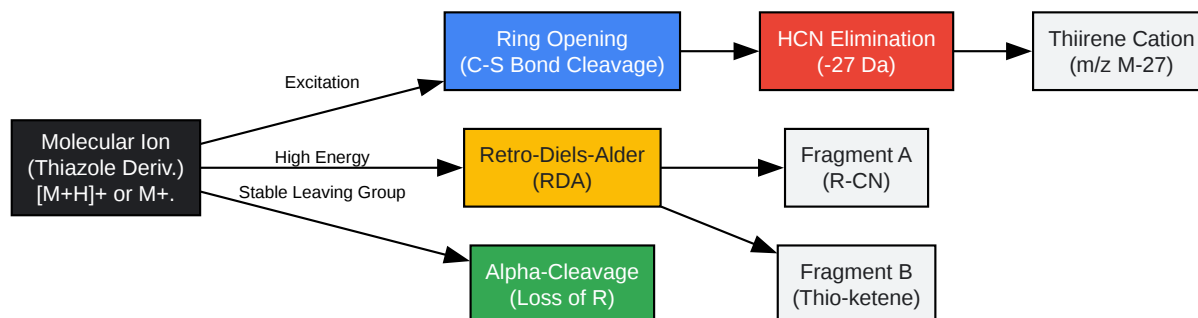 Molecular Ion
(Thiazole Deriv.)
[M+H]+ or M+.
Excitation
High Energy
Stable Leaving Group
Ring Opening
(C-S Bond Cleavage)
HCN Elimination
(-27 Da)
Thiirene Cation
(m/z M-27)
Retro-Diels-Alder
(RDA)
Fragment A
(R-CN)
Alpha-Cleavage
(Loss of R)
Fragment B
(Thio-ketene)